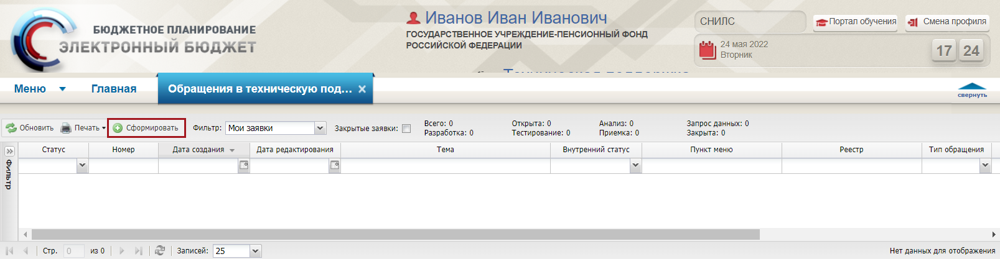 БЮДЖЕТНОЕ ПЛАНИРОВАНИЕ
ЭЛЕКТРОННЫЙ БЮДЖЕТ
Иванов Иван Иванович
ГОСУДАРСТВЕННОЕ УЧРЕЖДЕНИЕ-ПЕНСИОННЫЙ ФОНД
РОССИЙСКОЙ ФЕДЕРАЦИИ
Техническая поддержка
СНИЛС
Портал обучения
Смена профиля
24 мая 2022
Вторник
17 24
Меню
Главная
Обращения в техническую под...
свернуть
Обновить Печать Сформировать Фильтр: Мои заявки Закрытые заявки:
Всего: 0 Открыта: 0 Анализ: 0 Запрос данных: 0
Разработка: 0 Тестирование: 0 Приемка: 0 Закрыта: 0
Фильтр
Статус Номер Дата создания Дата редактирования Тема Внутренний статус Пункт меню Реестр Тип обращения
Стр. 0 из 0 Записей: 25 Нет данных для отображения